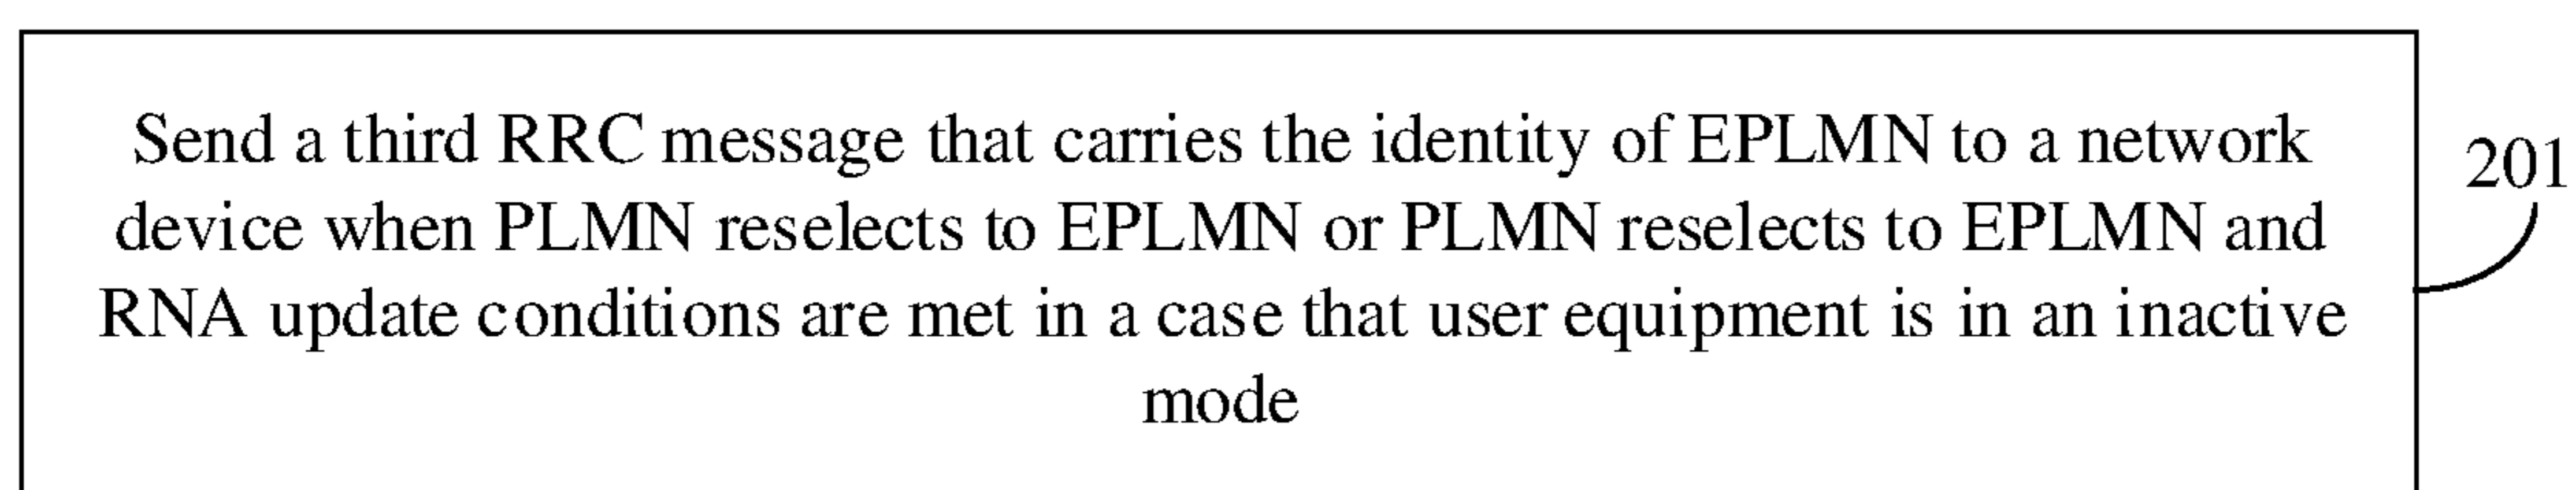 Send a third RRC message that carries the identity of EPLMN to a network
device when PLMN reselects to EPLMN or PLMN reselects to EPLMN and
RNA update conditions are met in a case that user equipment is in an inactive
mode
201